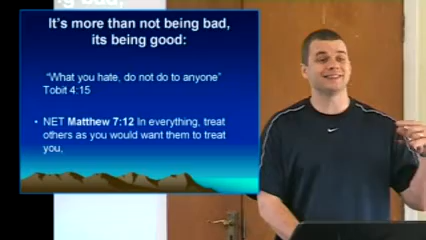 It's more than not being bad,
its being good:
"What you hate, do not do to anyone"
Tobit 4:15
• NET Matthew 7:12 In everything, treat
others as you would want them to treat
you,